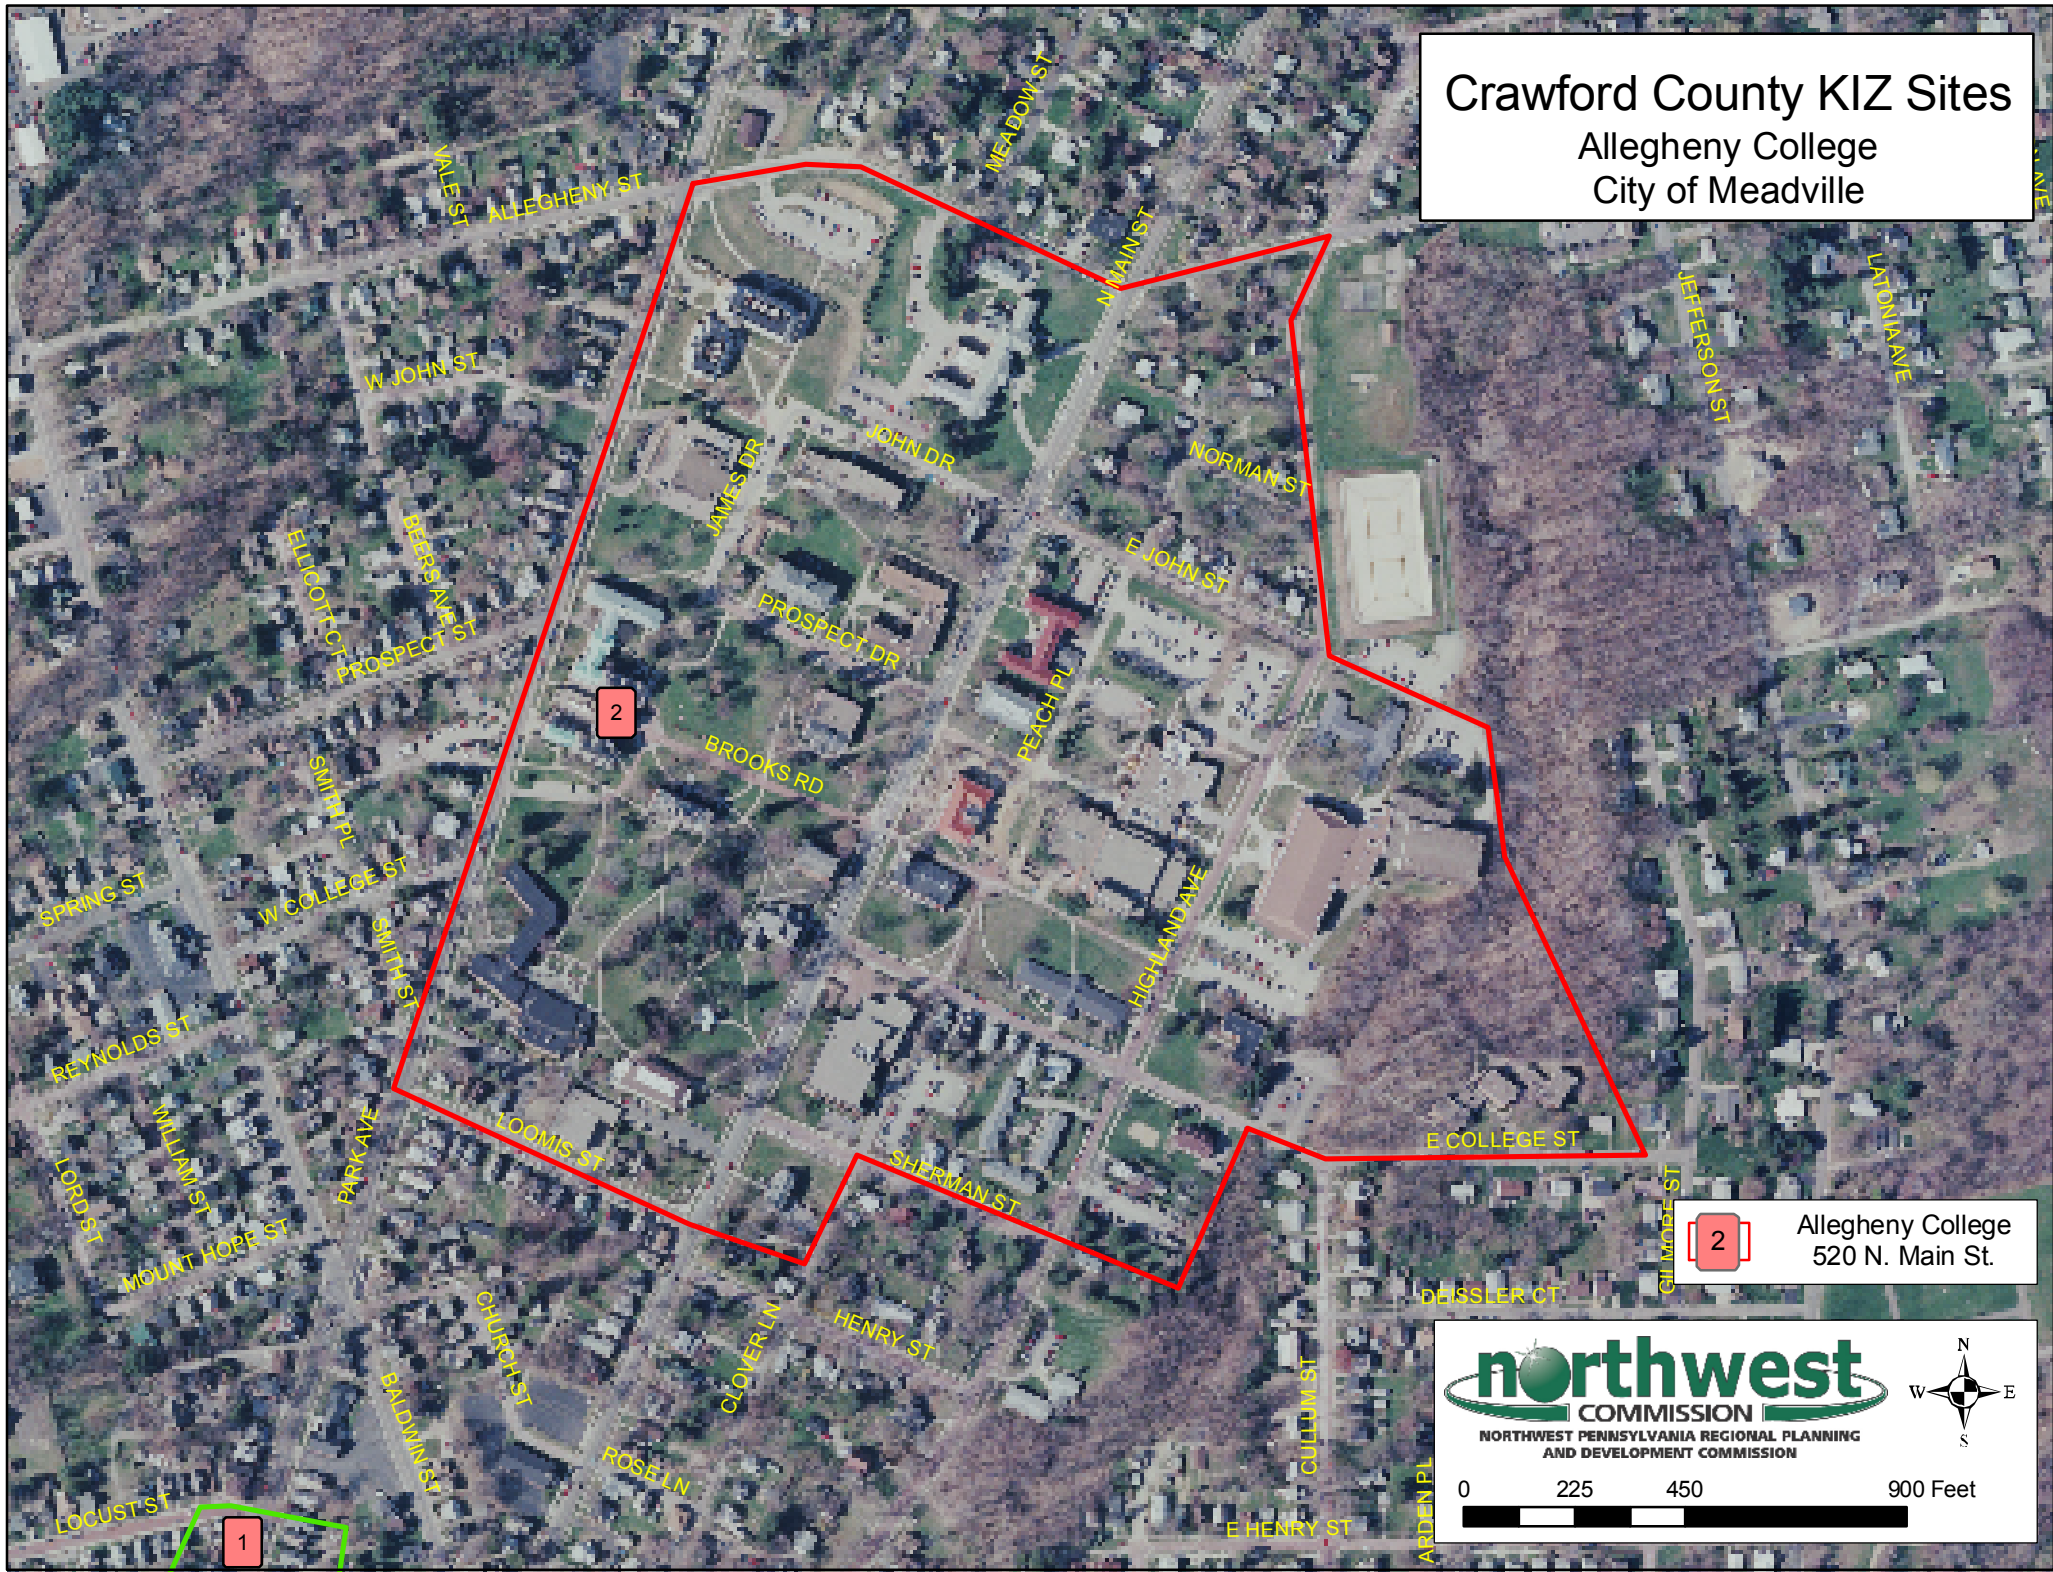 Crawford County KIZ Sites
Allegheny College
City of Meadville
MEADOW ST
VALE ST
ALLEGHENY ST
N MAIN ST
JEFFERSON ST
LATONIA AVE
W JOHN ST
JOHN DR
JAMES DR
NORMAN ST
E JOHN ST
BEERS AVE
ELLICOTT CT
PROSPECT ST
PROSPECT DR
PEACH PL
2
BROOKS RD
SMITH PL
SPRING ST
W COLLEGE ST
SMITH ST
HIGHLAND AVE
REYNOLDS ST
WILLIAM ST
LORD ST
PARK AVE
MOUNT HOPE ST
LOOMIS ST
SHERMAN ST
E COLLEGE ST
GILMORE ST
2
Allegheny College
520 N. Main St.
DEISSLER CT
CHURCH ST
CLOVER LN
HENRY ST
BALDWIN ST
ROSE LN
CULLUM ST
ARDEN PL
LOCUST ST
1
E HENRY ST
northwest
COMMISSION
NORTHWEST PENNSYLVANIA REGIONAL PLANNING
AND DEVELOPMENT COMMISSION
N
W E
S
0 225 450 900 Feet